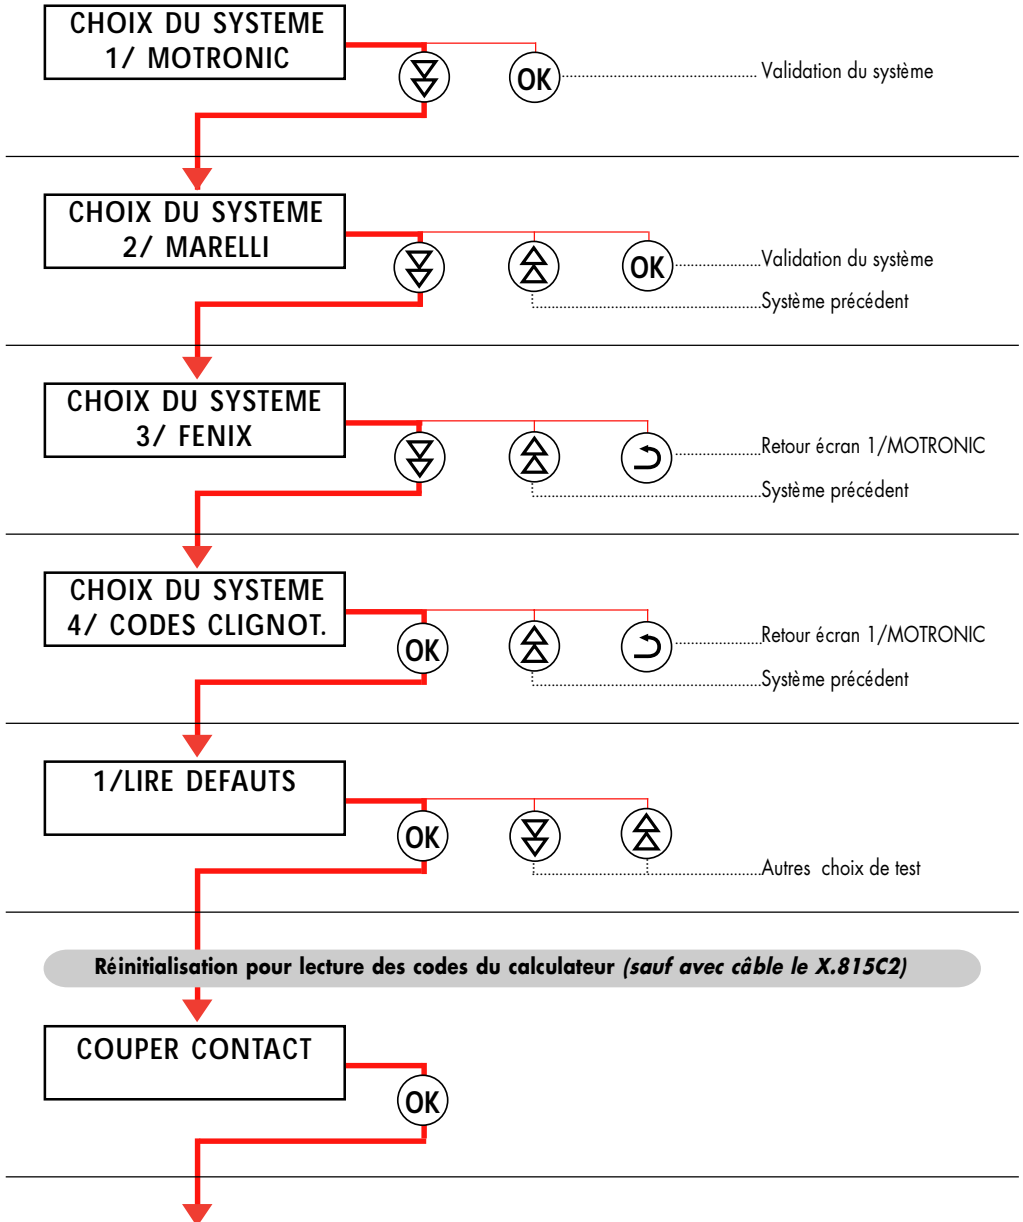 CHOIX DU SYSTEME
1/ MOTRONIC
OK
Validation du système
CHOIX DU SYSTEME
2/ MARELLI
OK
Validation du système
Système précédent
CHOIX DU SYSTEME
3/ FENIX
Retour écran 1/MOTRONIC
Système précédent
CHOIX DU SYSTEME
4/ CODES CLIGNOT.
OK
Retour écran 1/MOTRONIC
Système précédent
1/LIRE DEFAUTS
OK
Autres choix de test
Réinitialisation pour lecture des codes du calculateur (sauf avec câble le X.815C2)
COUPER CONTACT
OK